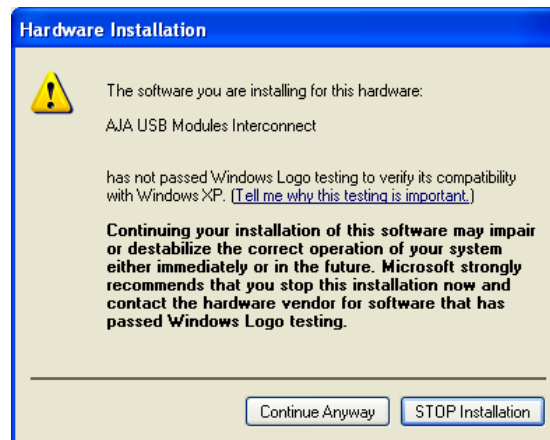 Hardware Installation
The software you are installing for this hardware:
AJA USB Modules Interconnect
has not passed Windows Logo testing to verify its compatibility
with Windows XP. (Tell me why this testing is important.)
Continuing your installation of this software may impair
or destabilize the correct operation of your system
either immediately or in the future. Microsoft strongly
recommends that you stop this installation now and
contact the hardware vendor for software that has
passed Windows Logo testing.
Continue Anyway
STOP Installation